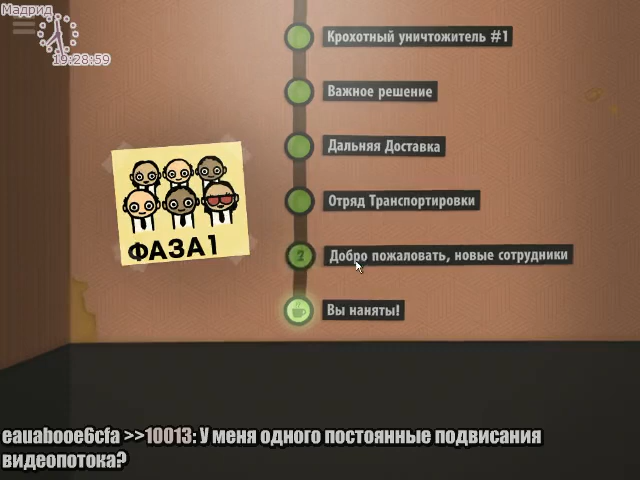 Мадрид
19:28:59
Крохотный уничтожитель #1
Важное решение
Дальняя Доставка
Отряд Транспортировки
2
Добро пожаловать, новые сотрудники
Вы наняты!
ФАЗА1
eauabooe6cfa >>10013: У меня одного постоянные подвисания
видеопотока?